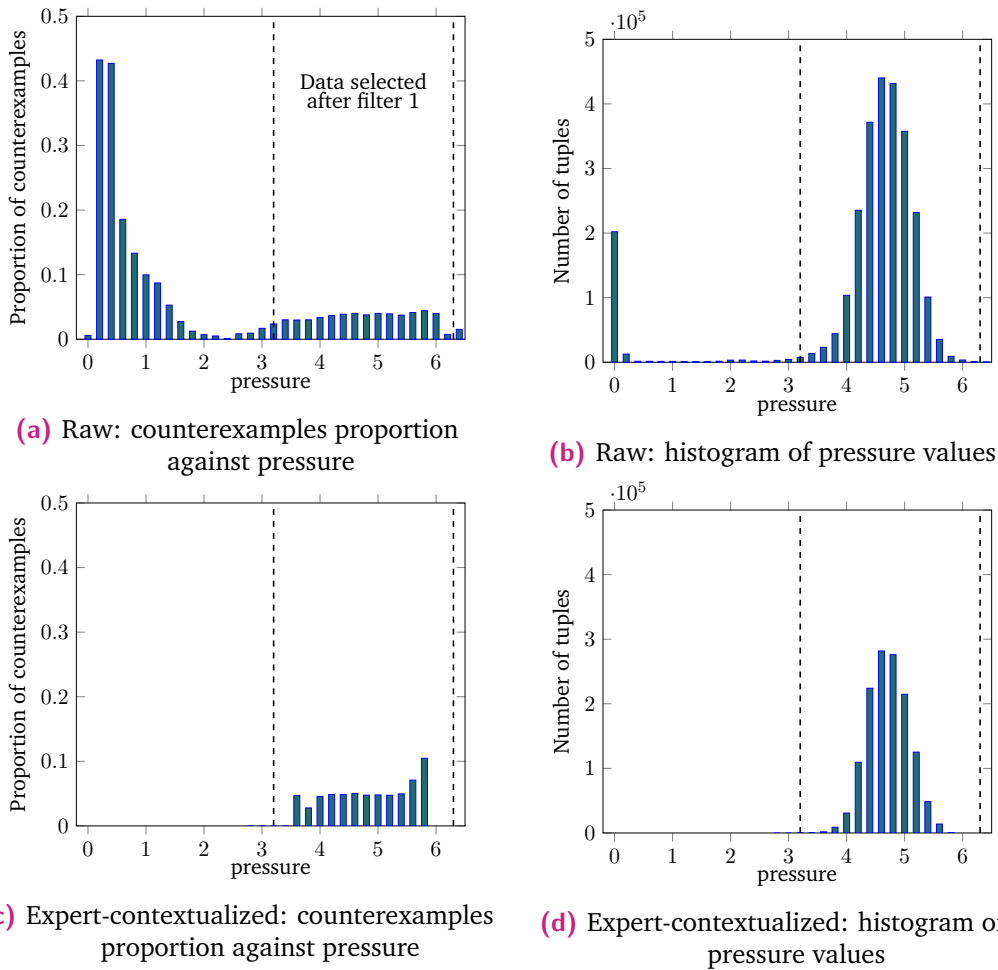 0.5
0.4
0.3
0.2
0.1
0
0 1 2 3 4 5 6
pressure
Proportion of counterexamples
Data selected
after filter 1
(a) Raw: counterexamples proportion
against pressure
·10⁵
5
4
3
2
1
0
0 1 2 3 4 5 6
pressure
Number of tuples
(b) Raw: histogram of pressure values
0.5
0.4
0.3
0.2
0.1
0
0 1 2 3 4 5 6
pressure
Proportion of counterexamples
c) Expert-contextualized: counterexamples
proportion against pressure
·10⁵
5
4
3
2
1
0
0 1 2 3 4 5 6
pressure
Number of tuples
(d) Expert-contextualized: histogram o
pressure values